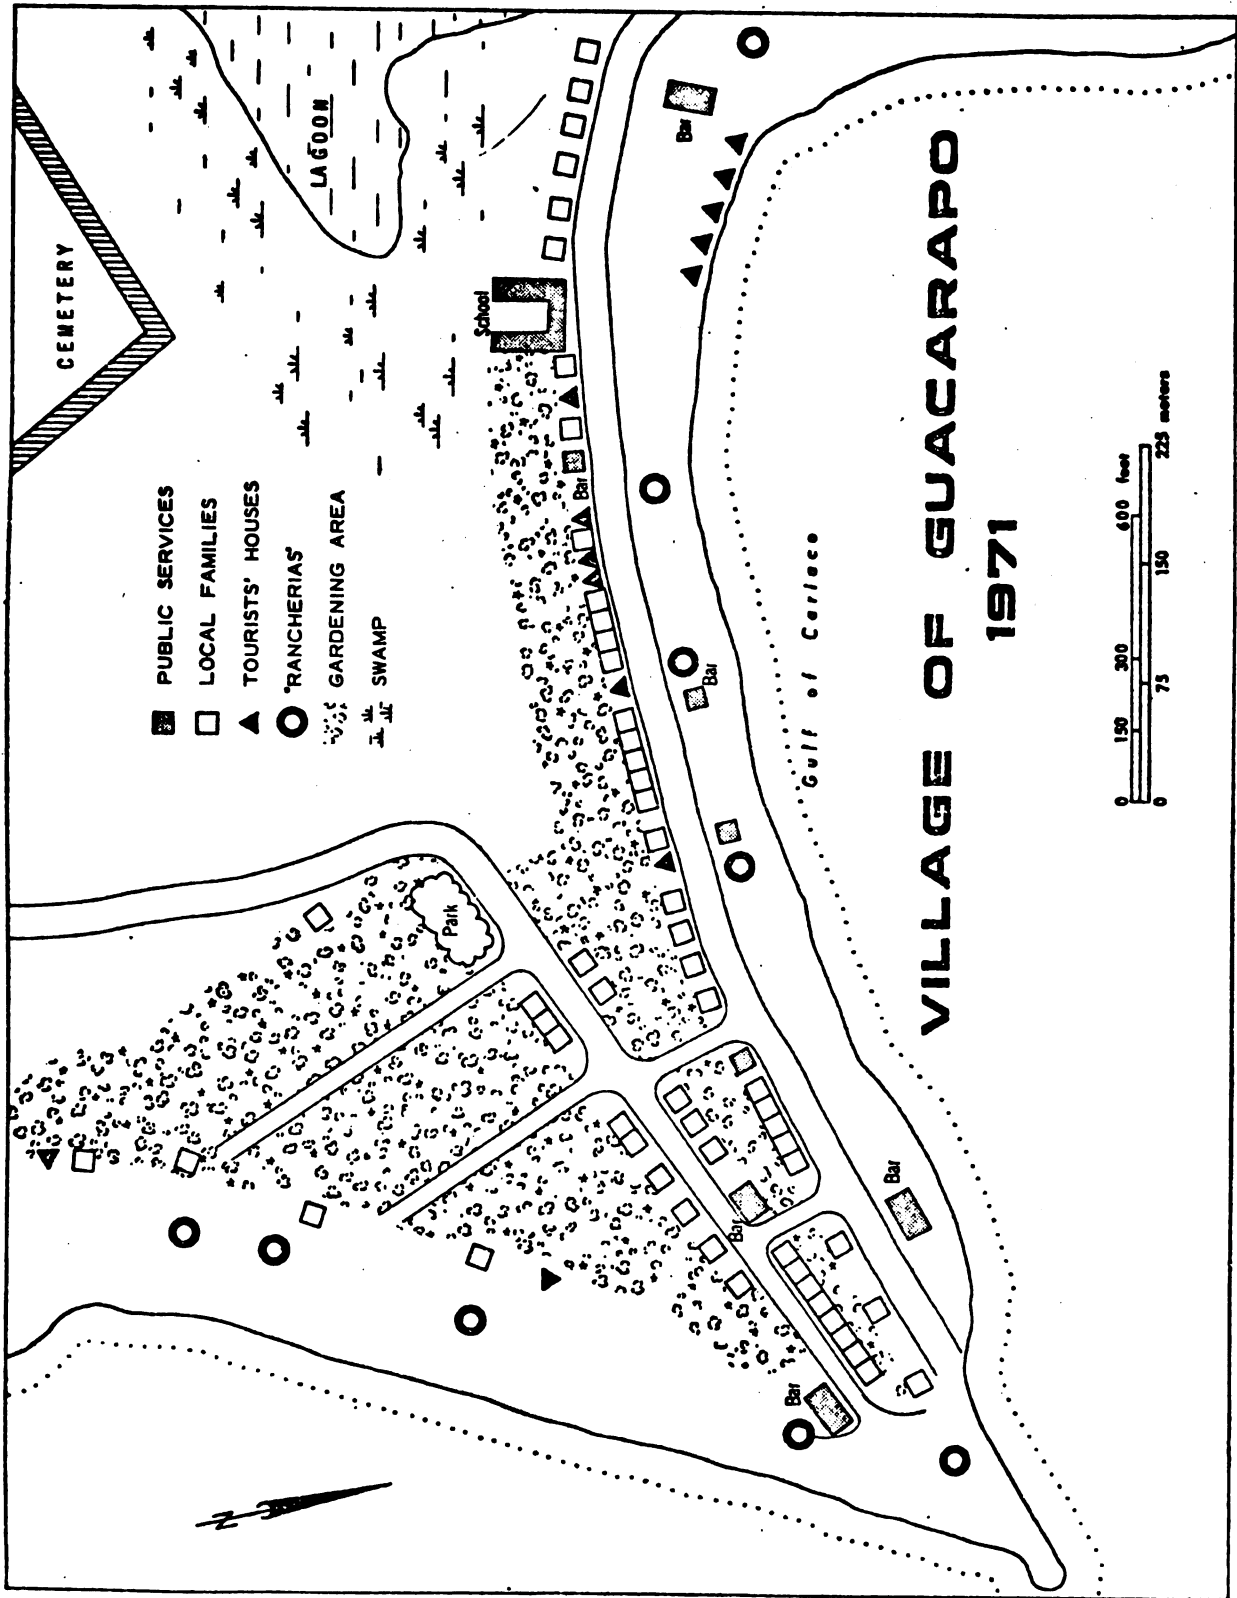 CEMETERY
LAGOON
School
PUBLIC SERVICES
LOCAL FAMILIES
TOURISTS' HOUSES
"RANCHERIAS"
GARDENING AREA
SWAMP
Park
Bar
Bar
Bar
Bar
Bar
Bar
N
Gulf of Cariaco
VILLAGE OF GUACARAPO
1971
0 150 300 600 feet
0 75 150 225 meters